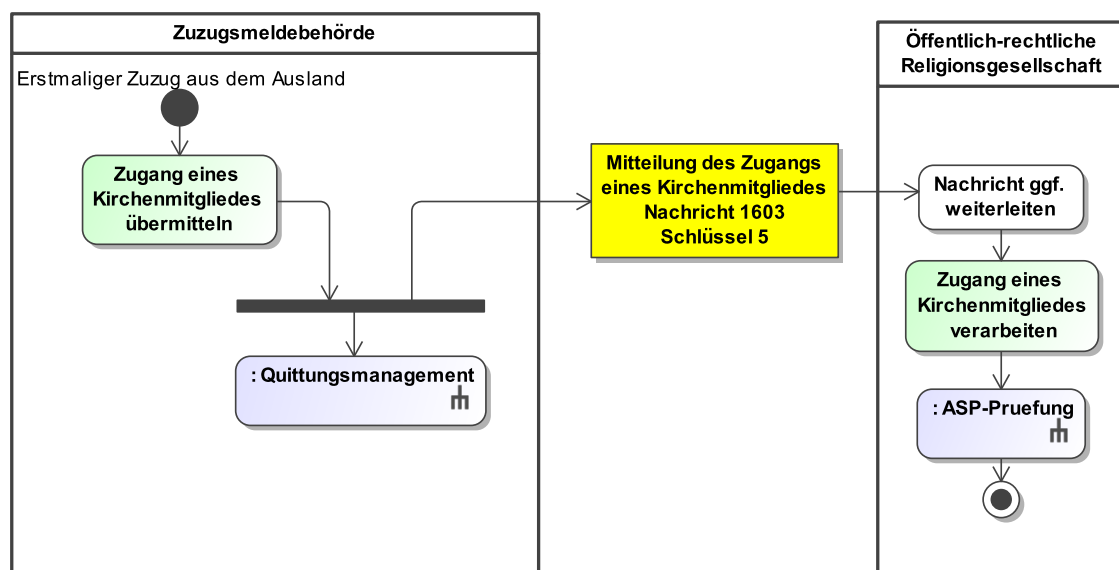 Zuzugsmeldebehörde
Erstmaliger Zuzug aus dem Ausland
Zugang eines
Kirchenmitgliedes
übermitteln
: Quittungsmanagement
Mitteilung des Zugangs
eines Kirchenmitgliedes
Nachricht 1603
Schlüssel 5
Öffentlich-rechtliche
Religionsgesellschaft
Nachricht ggf.
weiterleiten
Zugang eines
Kirchenmitgliedes
verarbeiten
: ASP-Pruefung